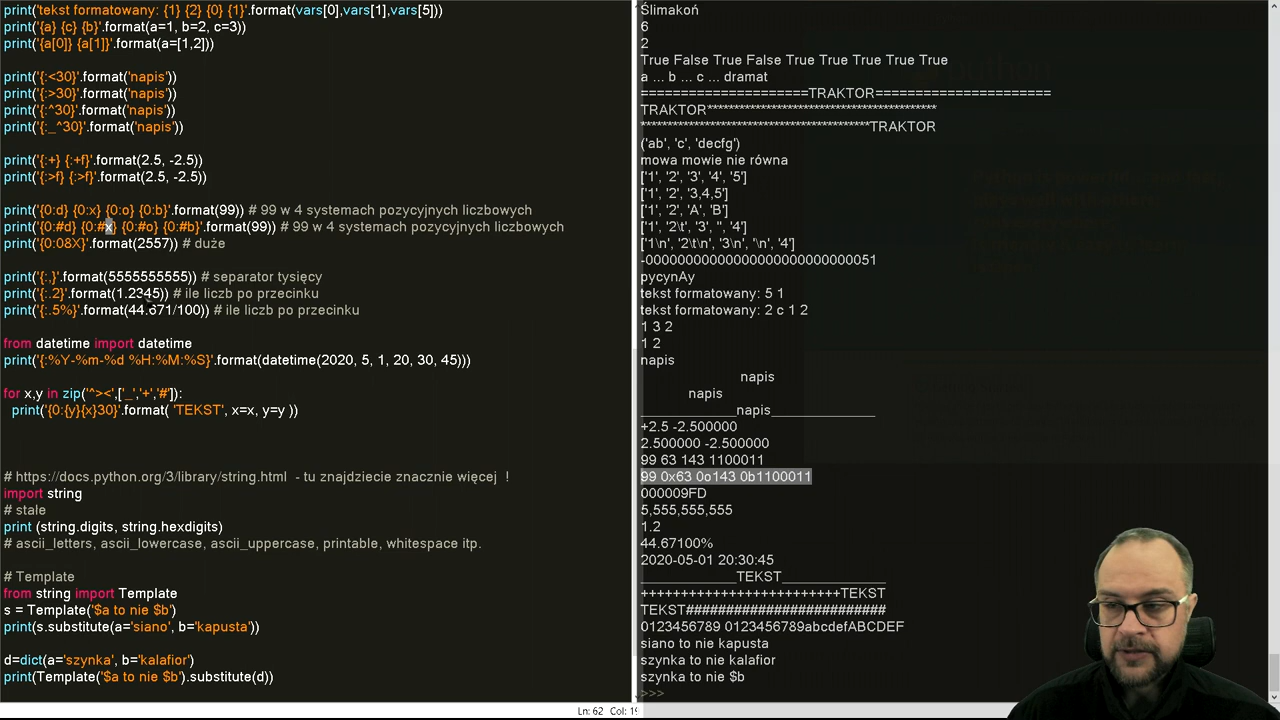 print('tekst formatowany: {1} {2} {0} {1}'.format(vars[0],vars[1],vars[5]))
print('{a} {c} {b}'.format(a=1, b=2, c=3))
print('{a[0]} {a[1]}'.format(a=[1,2]))
print('{:<30}'.format('napis'))
print('{:>30}'.format('napis'))
print('{:^30}'.format('napis'))
print('{:_^30}'.format('napis'))
print('{:+} {:+f}'.format(2.5, -2.5))
print('{:>f} {:>f}'.format(2.5, -2.5))
print('{0:d} {0:x} {0:o} {0:b}'.format(99)) # 99 w 4 systemach pozycyjnych liczbowych
print('{0:#d} {0:#x} {0:#o} {0:#b}'.format(99)) # 99 w 4 systemach pozycyjnych liczbowych
print('{0:08X}'.format(2557)) # duże
print('{:,}'.format(5555555555)) # separator tysięcy
print('{:.2}'.format(1.2345)) # ile liczb po przecinku
print('{:.5%}'.format(44.671/100)) # ile liczb po przecinku
from datetime import datetime
print('{:%Y-%m-%d %H:%M:%S}'.format(datetime(2020, 5, 1, 20, 30, 45)))
for x,y in zip('^><',['_','+','#']):
print('{0:{y}{x}30}'.format( 'TEKST', x=x, y=y ))
# https://docs.python.org/3/library/string.html - tu znajdziecie znacznie więcej !
import string
# stałe
print (string.digits, string.hexdigits)
# ascii_letters, ascii_lowercase, ascii_uppercase, printable, whitespace itp.
# Template
from string import Template
s = Template('$a to nie $b')
print(s.substitute(a='siano', b='kapusta'))
d=dict(a='szynka', b='kalafior')
print(Template('$a to nie $b').substitute(d))
Ln: 62 Col: 19
Ślimakoń
6
2
True False True False True True True True True
a ... b ... c ... dramat
=====================TRAKTOR======================
TRAKTOR*******************************************
*******************************************TRAKTOR
('ab', 'c', 'decfg')
mowa mowie nie równa
['1', '2', '3', '4', '5']
['1', '2', '3,4,5']
['1', '2', 'A', 'B']
['1', '2\t', '3', '', '4']
['1\n', '2\t\n', '3\n', '\n', '4']
-000000000000000000000000000051
pycynAy
tekst formatowany: 5 1
tekst formatowany: 2 c 1 2
1 3 2
1 2
napis
napis
napis
____________napis_____________
+2.5 -2.500000
2.500000 -2.500000
99 63 143 1100011
99 0x63 0o143 0b1100011
000009FD
5,555,555,555
1.2
44.67100%
2020-05-01 20:30:45
____________TEKST_____________
+++++++++++++++++++++++++TEKST
TEKST#########################
0123456789 0123456789abcdefABCDEF
siano to nie kapusta
szynka to nie kalafior
szynka to nie $b
>>>